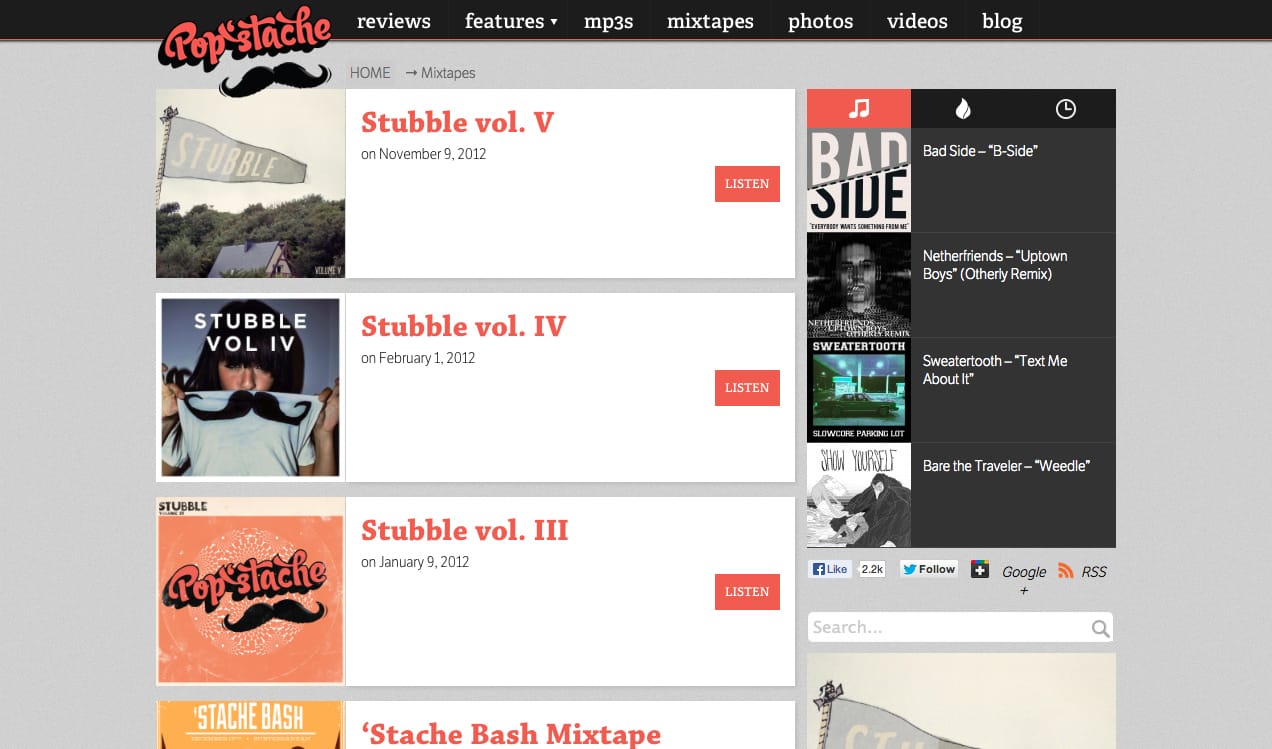 Pop'stache
reviews
features
mp3s
mixtapes
photos
videos
blog
HOME → Mixtapes
STUBBLE
VOLUME V
Stubble vol. V
on November 9, 2012
LISTEN
STUBBLE
VOL IV
Stubble vol. IV
on February 1, 2012
LISTEN
STUBBLE
VOLUME III
Pop'stache
Stubble vol. III
on January 9, 2012
LISTEN
'STACHE BASH
‘Stache Bash Mixtape
BAD
SIDE
"EVERYBODY WANTS SOMETHING FROM ME"
Bad Side – “B-Side”
NETHERFRIENDS
UPTOWN BOYS
OTHERLY REMIX
Netherfriends – “Uptown
Boys” (Otherly Remix)
SWEATERTOOTH
SLOWCORE PARKING LOT
Sweatertooth – “Text Me
About It”
SHOW YOURSELF
Bare the Traveler – “Weedle”
Like
2.2k
Follow
Google
+
RSS
Search...
STU